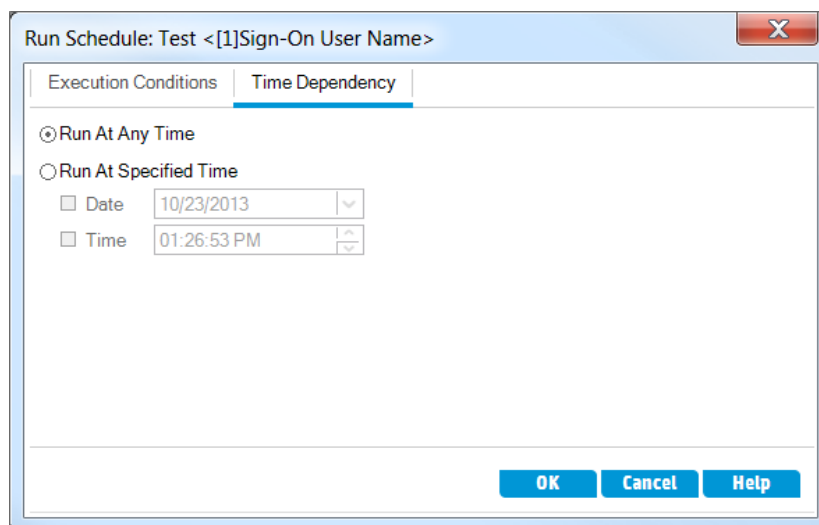 Run Schedule: Test <[1]Sign-On User Name>
Execution Conditions Time Dependency
Run At Any Time
Run At Specified Time
Date 10/23/2013
Time 01:26:53 PM
OK Cancel Help